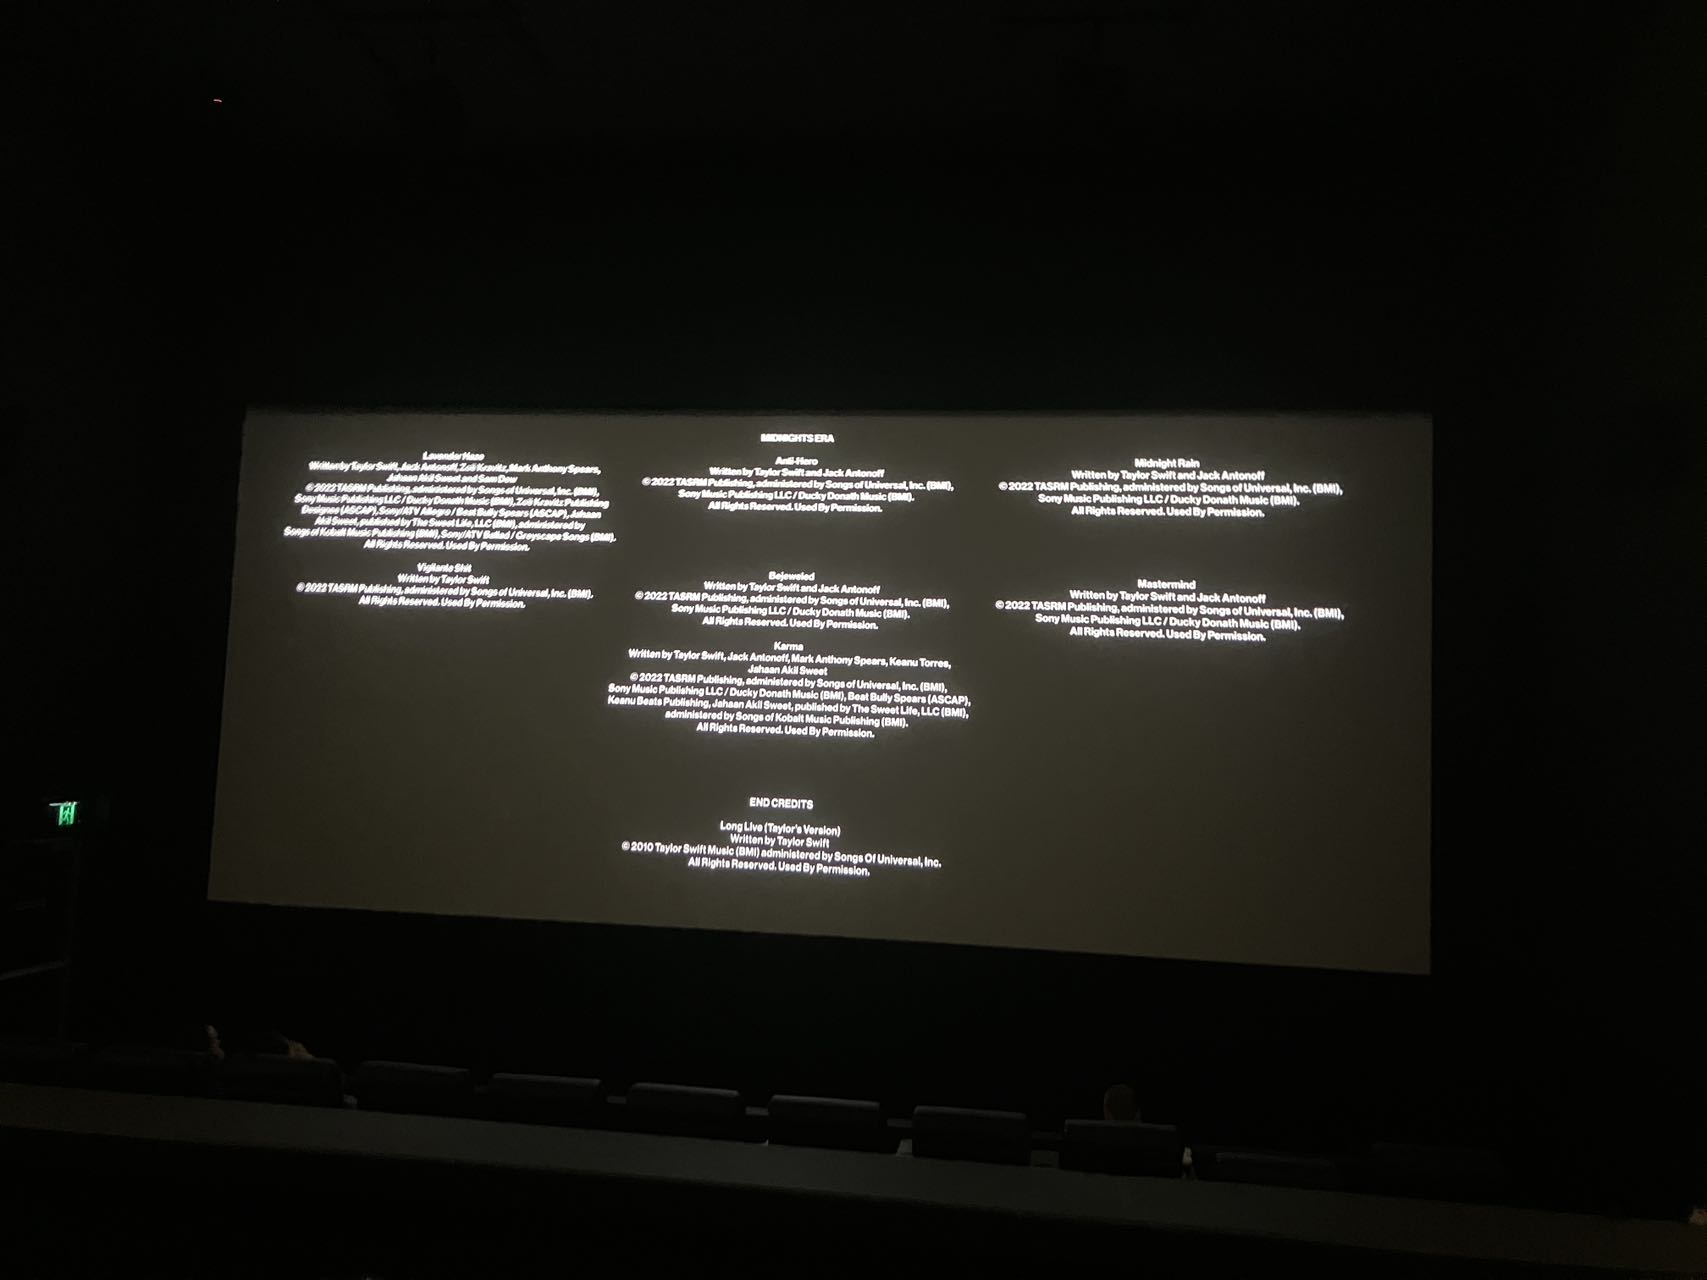 MIDNIGHTS ERA
Lavender Haze
Written by Taylor Swift, Jack Antonoff, Zoë Kravitz, Mark Anthony Spears,
Jahaan Akil Sweet and Sam Dew
© 2022 TASRM Publishing, administered by Songs of Universal, Inc. (BMI),
Sony Music Publishing LLC / Ducky Donath Music (BMI), Zoë Kravitz Publishing
Designee (ASCAP), Sony/ATV Allegro / Beat Bully Spears (ASCAP), Jahaan
Akil Sweet, published by The Sweet Life, LLC (BMI), administered by
Songs of Kobalt Music Publishing (BMI), Sony/ATV Ballad / Greyscape Songs (BMI).
All Rights Reserved. Used By Permission.
Anti-Hero
Written by Taylor Swift and Jack Antonoff
© 2022 TASRM Publishing, administered by Songs of Universal, Inc. (BMI),
Sony Music Publishing LLC / Ducky Donath Music (BMI).
All Rights Reserved. Used By Permission.
Midnight Rain
Written by Taylor Swift and Jack Antonoff
© 2022 TASRM Publishing, administered by Songs of Universal, Inc. (BMI),
Sony Music Publishing LLC / Ducky Donath Music (BMI).
All Rights Reserved. Used By Permission.
Vigilante Shit
Written by Taylor Swift
© 2022 TASRM Publishing, administered by Songs of Universal, Inc. (BMI).
All Rights Reserved. Used By Permission.
Bejeweled
Written by Taylor Swift and Jack Antonoff
© 2022 TASRM Publishing, administered by Songs of Universal, Inc. (BMI),
Sony Music Publishing LLC / Ducky Donath Music (BMI).
All Rights Reserved. Used By Permission.
Mastermind
Written by Taylor Swift and Jack Antonoff
© 2022 TASRM Publishing, administered by Songs of Universal, Inc. (BMI),
Sony Music Publishing LLC / Ducky Donath Music (BMI).
All Rights Reserved. Used By Permission.
Karma
Written by Taylor Swift, Jack Antonoff, Mark Anthony Spears, Keanu Torres,
Jahaan Akil Sweet
© 2022 TASRM Publishing, administered by Songs of Universal, Inc. (BMI),
Sony Music Publishing LLC / Ducky Donath Music (BMI), Beat Bully Spears (ASCAP),
Keanu Beats Publishing, Jahaan Akil Sweet, published by The Sweet Life, LLC (BMI),
administered by Songs of Kobalt Music Publishing (BMI).
All Rights Reserved. Used By Permission.
END CREDITS
Long Live (Taylor's Version)
Written by Taylor Swift
© 2010 Taylor Swift Music (BMI) administered by Songs Of Universal, Inc.
All Rights Reserved. Used By Permission.